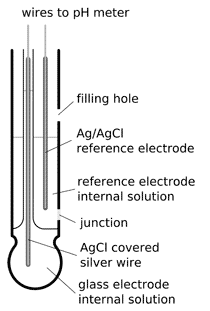 wires to pH meter
filling hole
Ag/AgCl
reference electrode
reference electrode
internal solution
junction
AgCl covered
silver wire
glass electrode
internal solution